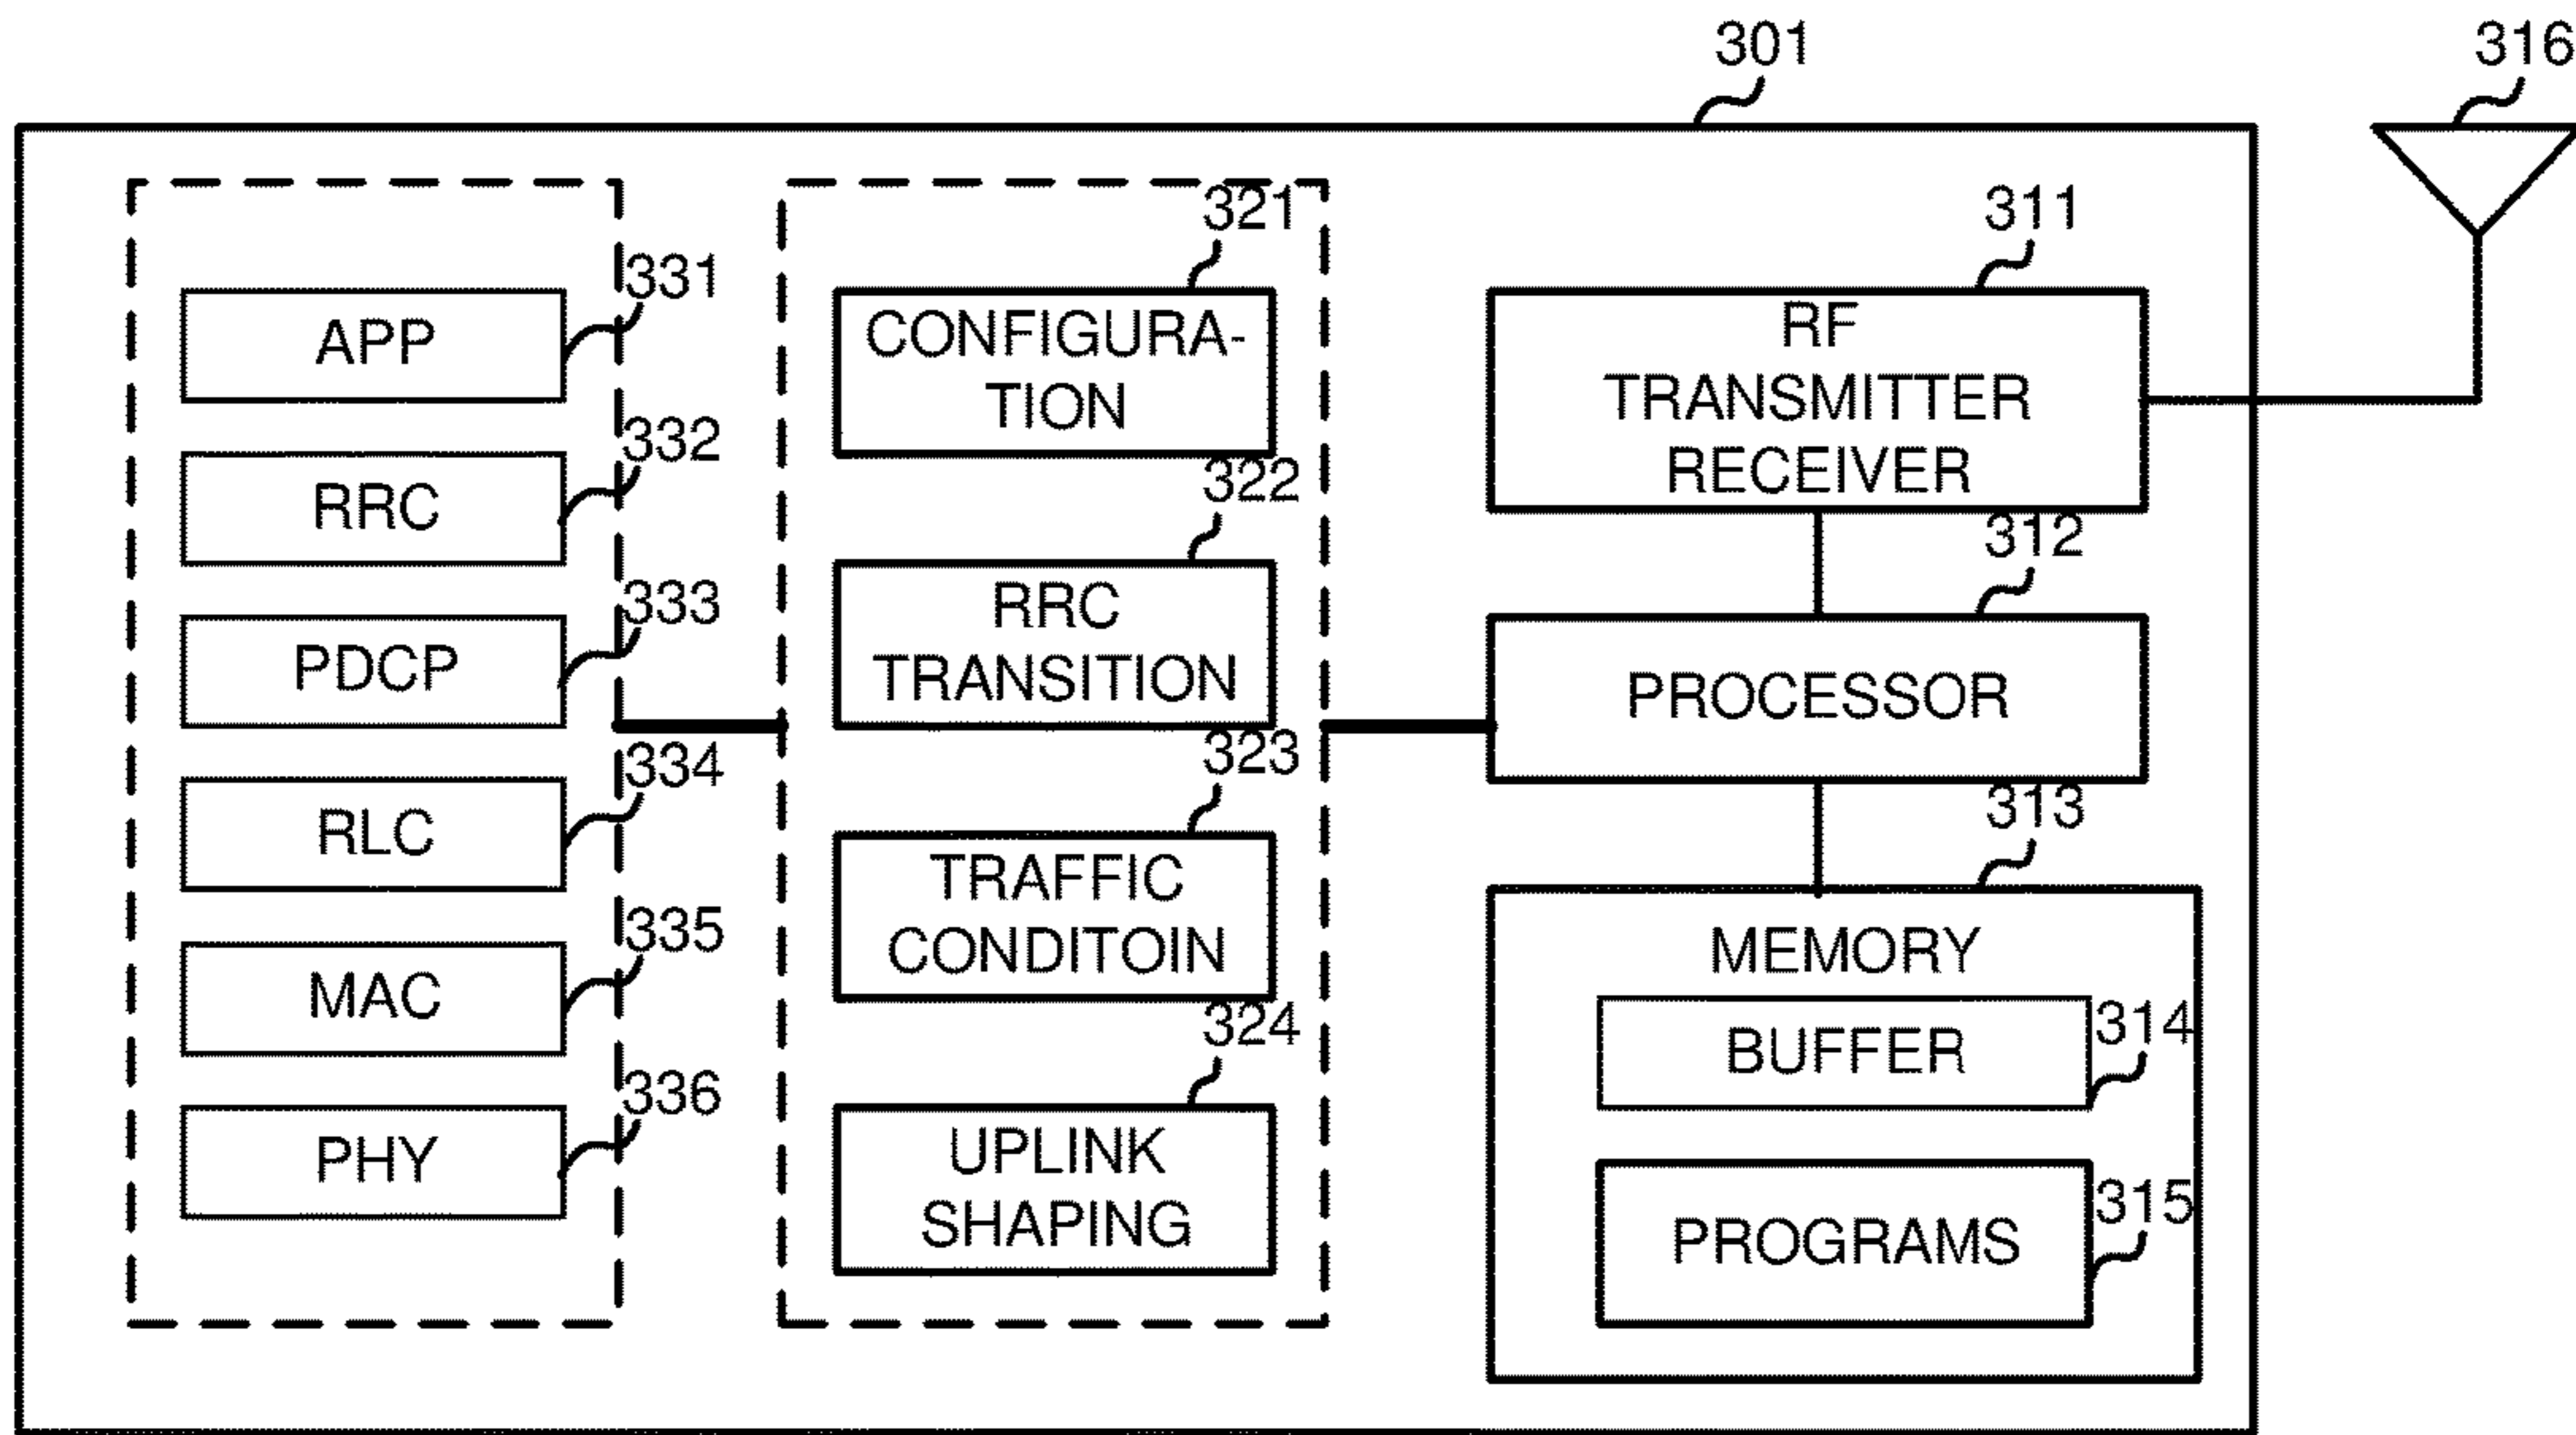 301
316
331
APP
332
RRC
333
PDCP
334
RLC
335
MAC
336
PHY
321
CONFIGURA-
TION
322
RRC
TRANSITION
323
TRAFFIC
CONDITOIN
324
UPLINK
SHAPING
311
RF
TRANSMITTER
RECEIVER
312
PROCESSOR
313
MEMORY
314
BUFFER
315
PROGRAMS